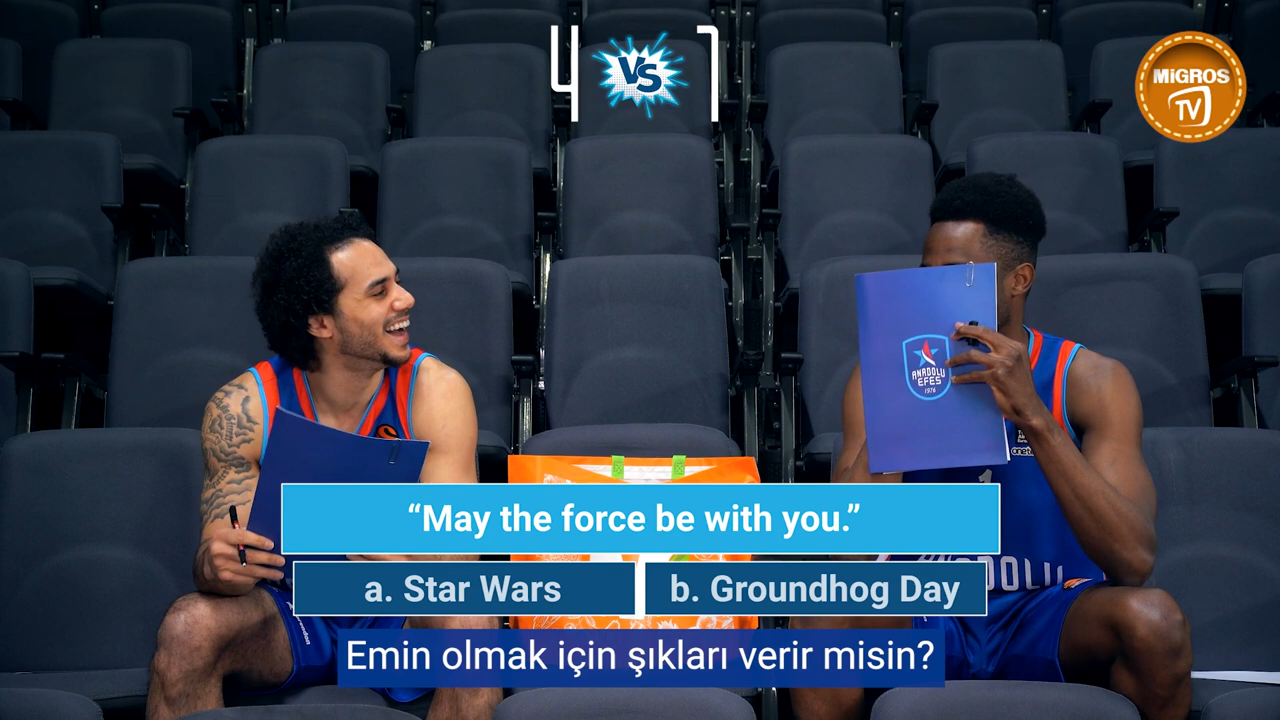 4 VS 1
MiGROS
TV
ANADOLU
EFES
1976
1
“May the force be with you.”
a. Star Wars
b. Groundhog Day
Emin olmak için şıkları verir misin?